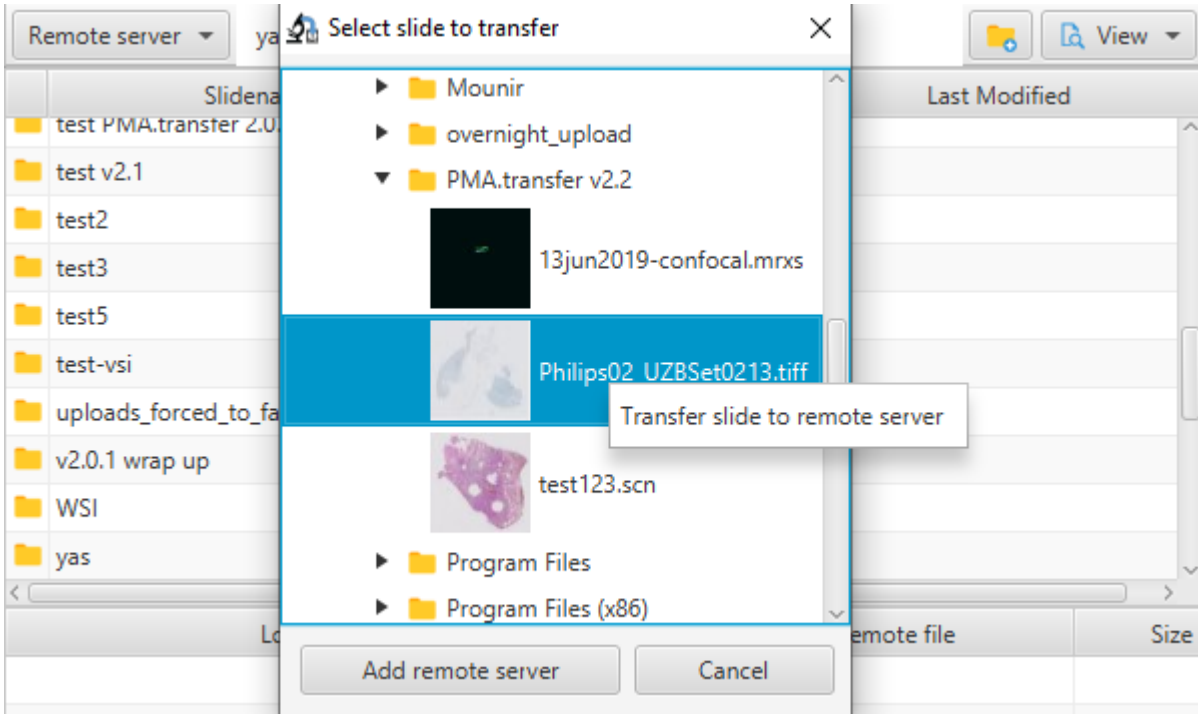 Remote server
ya
Select slide to transfer
View
Slidena
Last Modified
test PMA.transfer 2.0.
test v2.1
test2
test3
test5
test-vsi
uploads_forced_to_fa
v2.0.1 wrap up
WSI
yas
Mounir
overnight_upload
PMA.transfer v2.2
13jun2019-confocal.mrxs
Philips02_UZBSet0213.tiff
Transfer slide to remote server
test123.scn
Program Files
Program Files (x86)
Lo
emote file
Size
Add remote server
Cancel